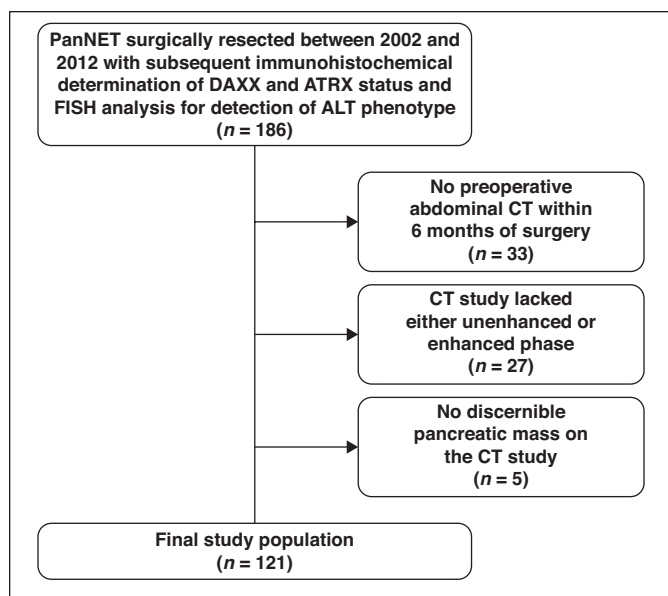 PanNET surgically resected between 2002 and
2012 with subsequent immunohistochemical
determination of DAXX and ATRX status and
FISH analysis for detection of ALT phenotype
(n = 186)
No preoperative
abdominal CT within
6 months of surgery
(n = 33)
CT study lacked
either unenhanced or
enhanced phase
(n = 27)
No discernible
pancreatic mass on
the CT study
(n = 5)
Final study population
(n = 121)